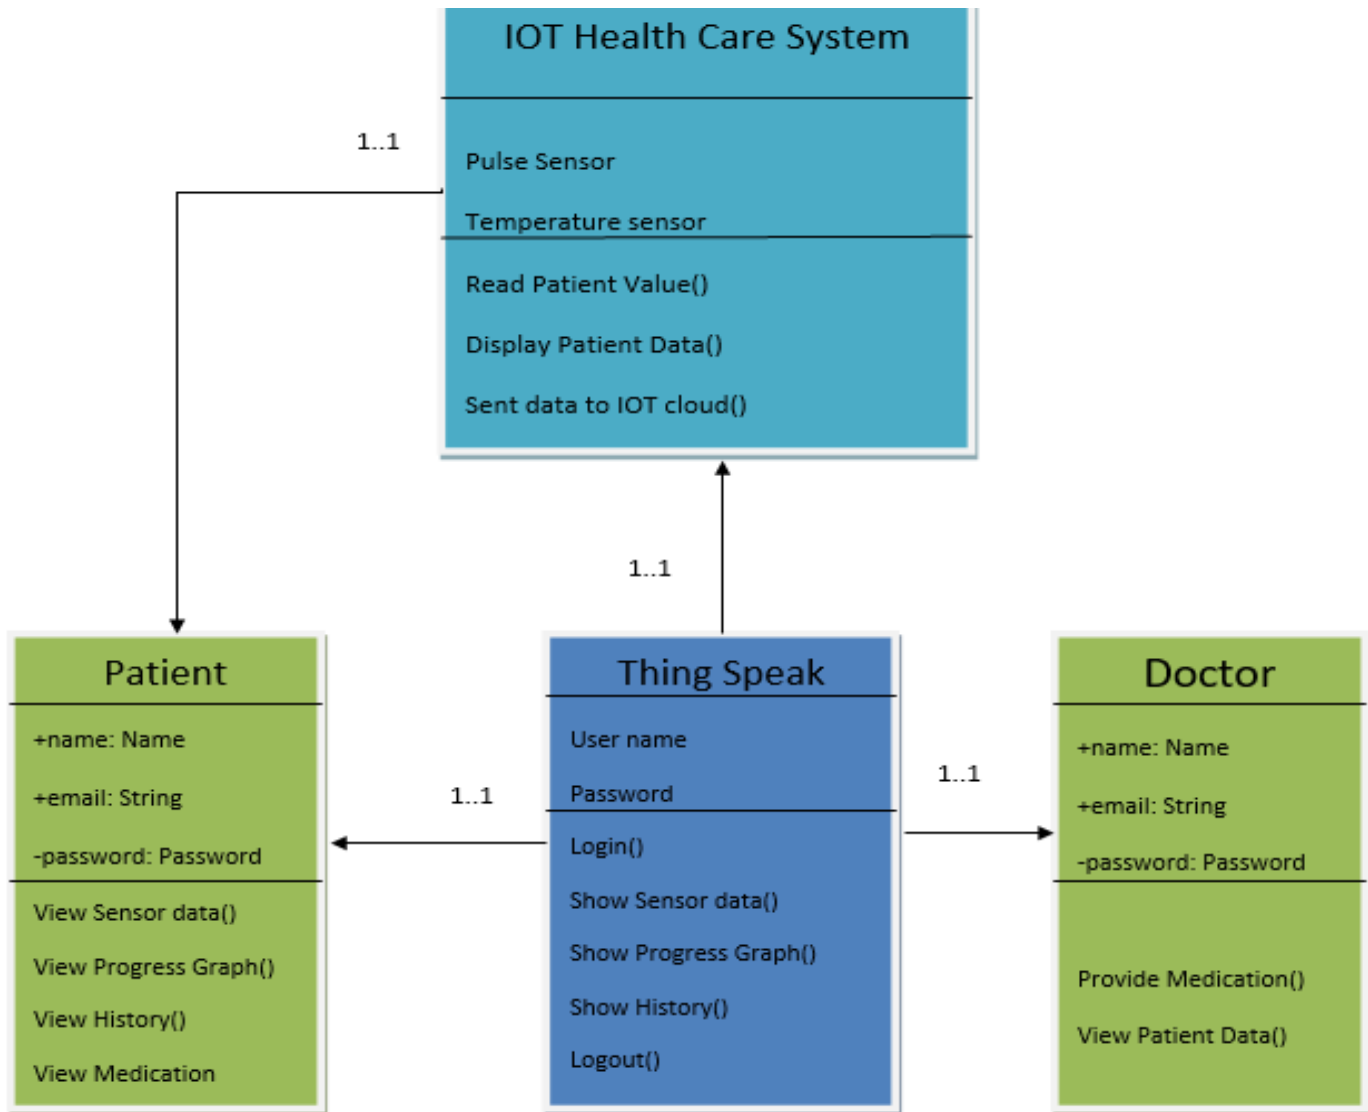 IOT Health Care System
1..1
Pulse Sensor
Temperature sensor
Read Patient Value()
Display Patient Data()
Sent data to IOT cloud()
1..1
Patient
+name: Name
+email: String
-password: Password
View Sensor data()
View Progress Graph()
View History()
View Medication
1..1
Thing Speak
User name
Password
Login()
Show Sensor data()
Show Progress Graph()
Show History()
Logout()
1..1
Doctor
+name: Name
+email: String
-password: Password
Provide Medication()
View Patient Data()